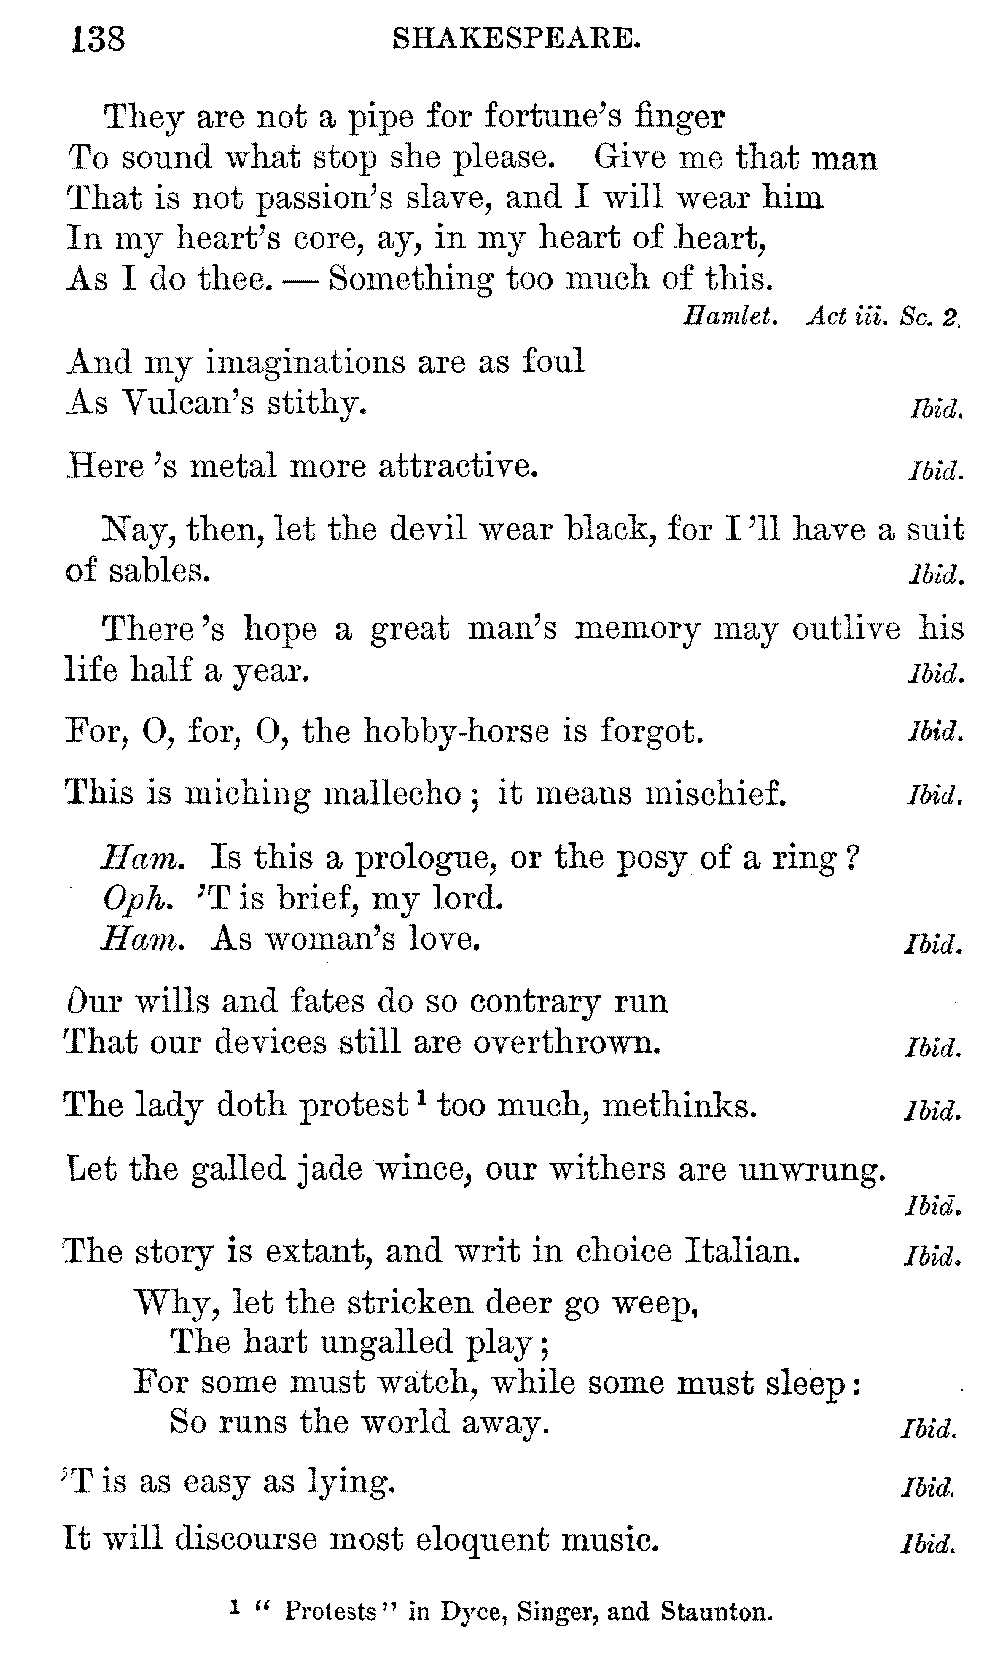 138 SHAKESPEARE.
They are not a pipe for fortune's finger
To sound what stop she please. Give me that man
That is not passion's slave, and I will wear him
In my heart's core, ay, in my heart of heart,
As I do thee. — Something too much of this.
Hamlet. Act iii. Sc. 2.
And my imaginations are as foul
As Vulcan's stithy. Ibid.
Here 's metal more attractive. Ibid.
Nay, then, let the devil wear black, for I 'll have a suit
of sables. Ibid.
There 's hope a great man's memory may outlive his
life half a year. Ibid.
For, O, for, O, the hobby-horse is forgot. Ibid.
This is miching mallecho; it means mischief. Ibid.
Ham. Is this a prologue, or the posy of a ring?
Oph. 'T is brief, my lord.
Ham. As woman's love. Ibid.
Our wills and fates do so contrary run
That our devices still are overthrown. Ibid.
The lady doth protest ¹ too much, methinks. Ibid.
Let the galled jade wince, our withers are unwrung.
Ibid.
The story is extant, and writ in choice Italian. Ibid.
Why, let the stricken deer go weep,
The hart ungalled play;
For some must watch, while some must sleep:
So runs the world away. Ibid.
'T is as easy as lying. Ibid.
It will discourse most eloquent music. Ibid.
¹ "Protests" in Dyce, Singer, and Staunton.